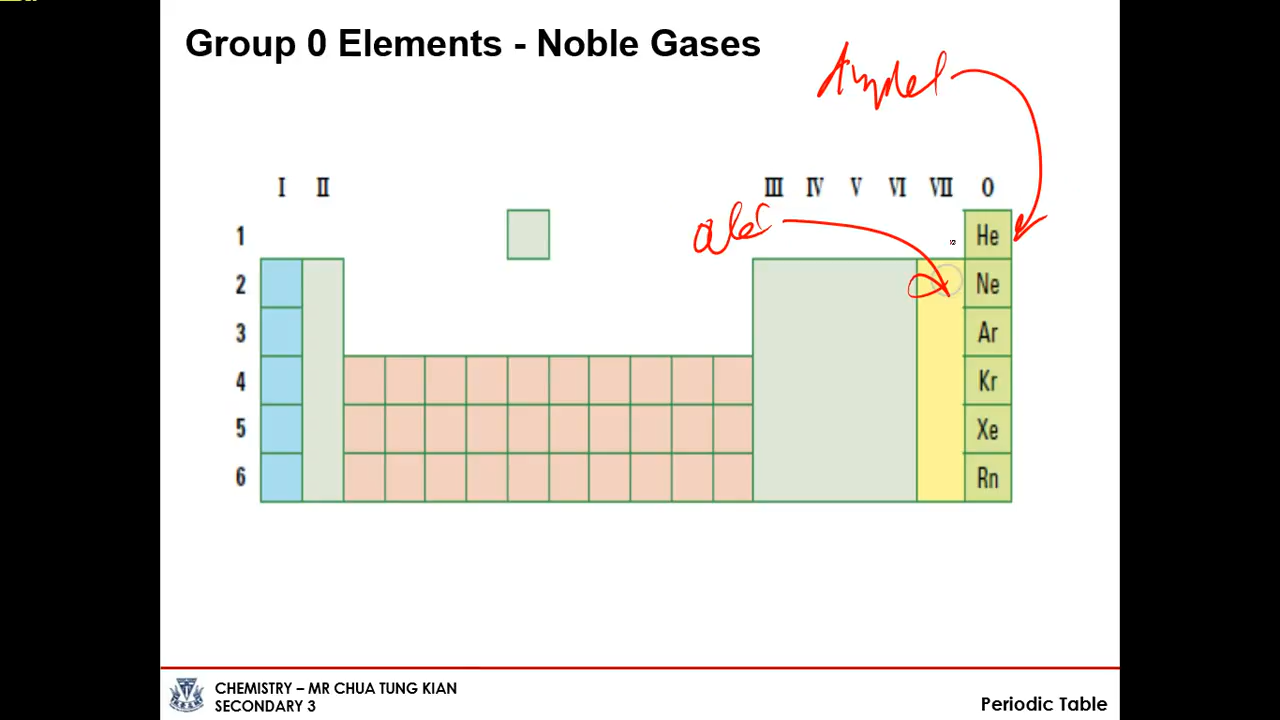 Group 0 Elements - Noble Gases
I II III IV V VI VII O
1 He
2 Ne
3 Ar
4 Kr
5 Xe
6 Rn
CHEMISTRY – MR CHUA TUNG KIAN
SECONDARY 3
Periodic Table